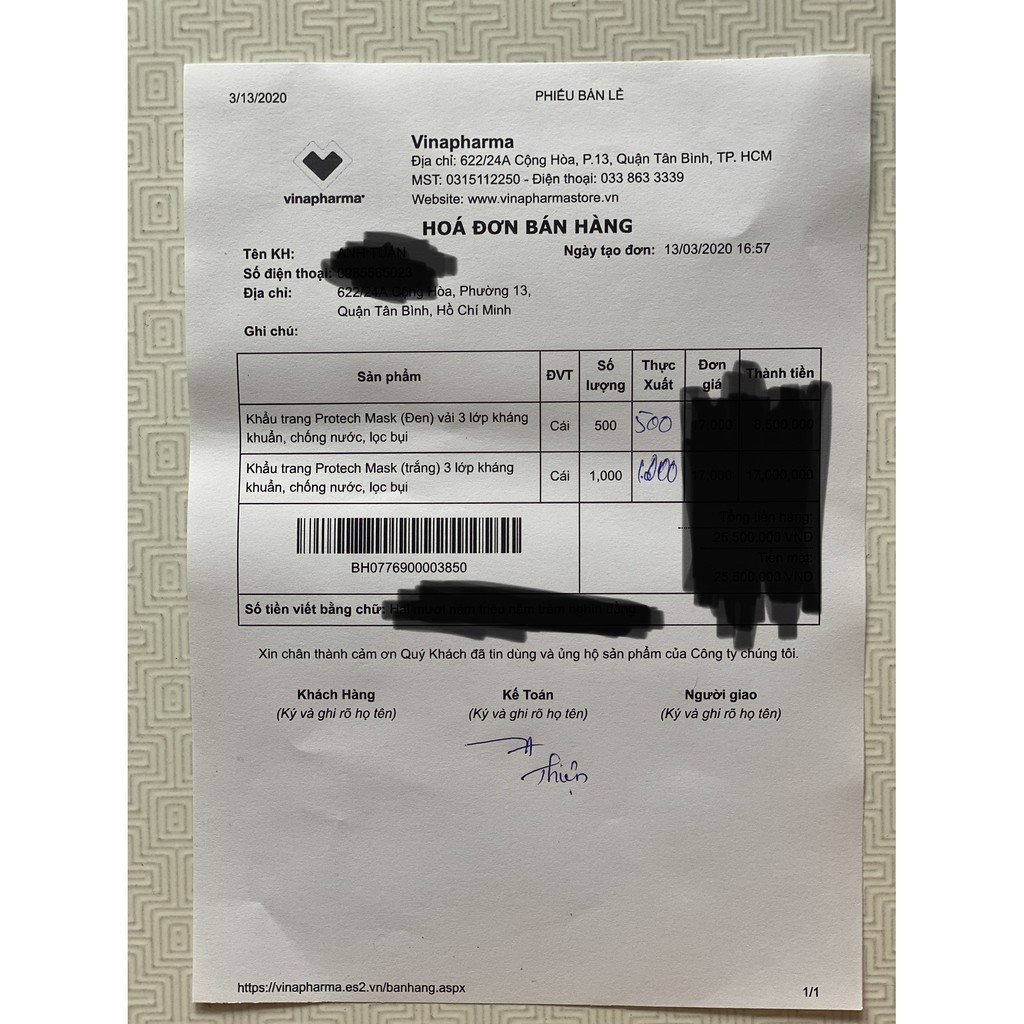 3/13/2020 PHIẾU BÁN LẺ
Vinapharma
Địa chỉ: 622/24A Cộng Hòa, P.13, Quận Tân Bình, TP. HCM
MST: 0315112250 - Điện thoại: 033 863 3339
vinapharma
Website: www.vinapharmastore.vn
HOÁ ĐƠN BÁN HÀNG
Tên KH: Ngày tạo đơn: 13/03/2020 16:57
Số điện thoại:
Địa chỉ: 622/24A Cộng Hòa, Phường 13,
Quận Tân Bình, Hồ Chí Minh
Ghi chú:
Sản phẩm ĐVT Số lượng Thực Xuất Đơn giá Thành tiền
Khẩu trang Protech Mask (Đen) vải 3 lớp kháng
khuẩn, chống nước, lọc bụi Cái 500 500
Khẩu trang Protech Mask (trắng) 3 lớp kháng
khuẩn, chống nước, lọc bụi Cái 1,000 1.000
BH0776900003850
Số tiền viết bằng chữ:
Xin chân thành cảm ơn Quý Khách đã tin dùng và ủng hộ sản phẩm của Công ty chúng tôi.
Khách Hàng Kế Toán Người giao
(Ký và ghi rõ họ tên) (Ký và ghi rõ họ tên) (Ký và ghi rõ họ tên)
Thiện
https://vinapharma.es2.vn/banhang.aspx 1/1